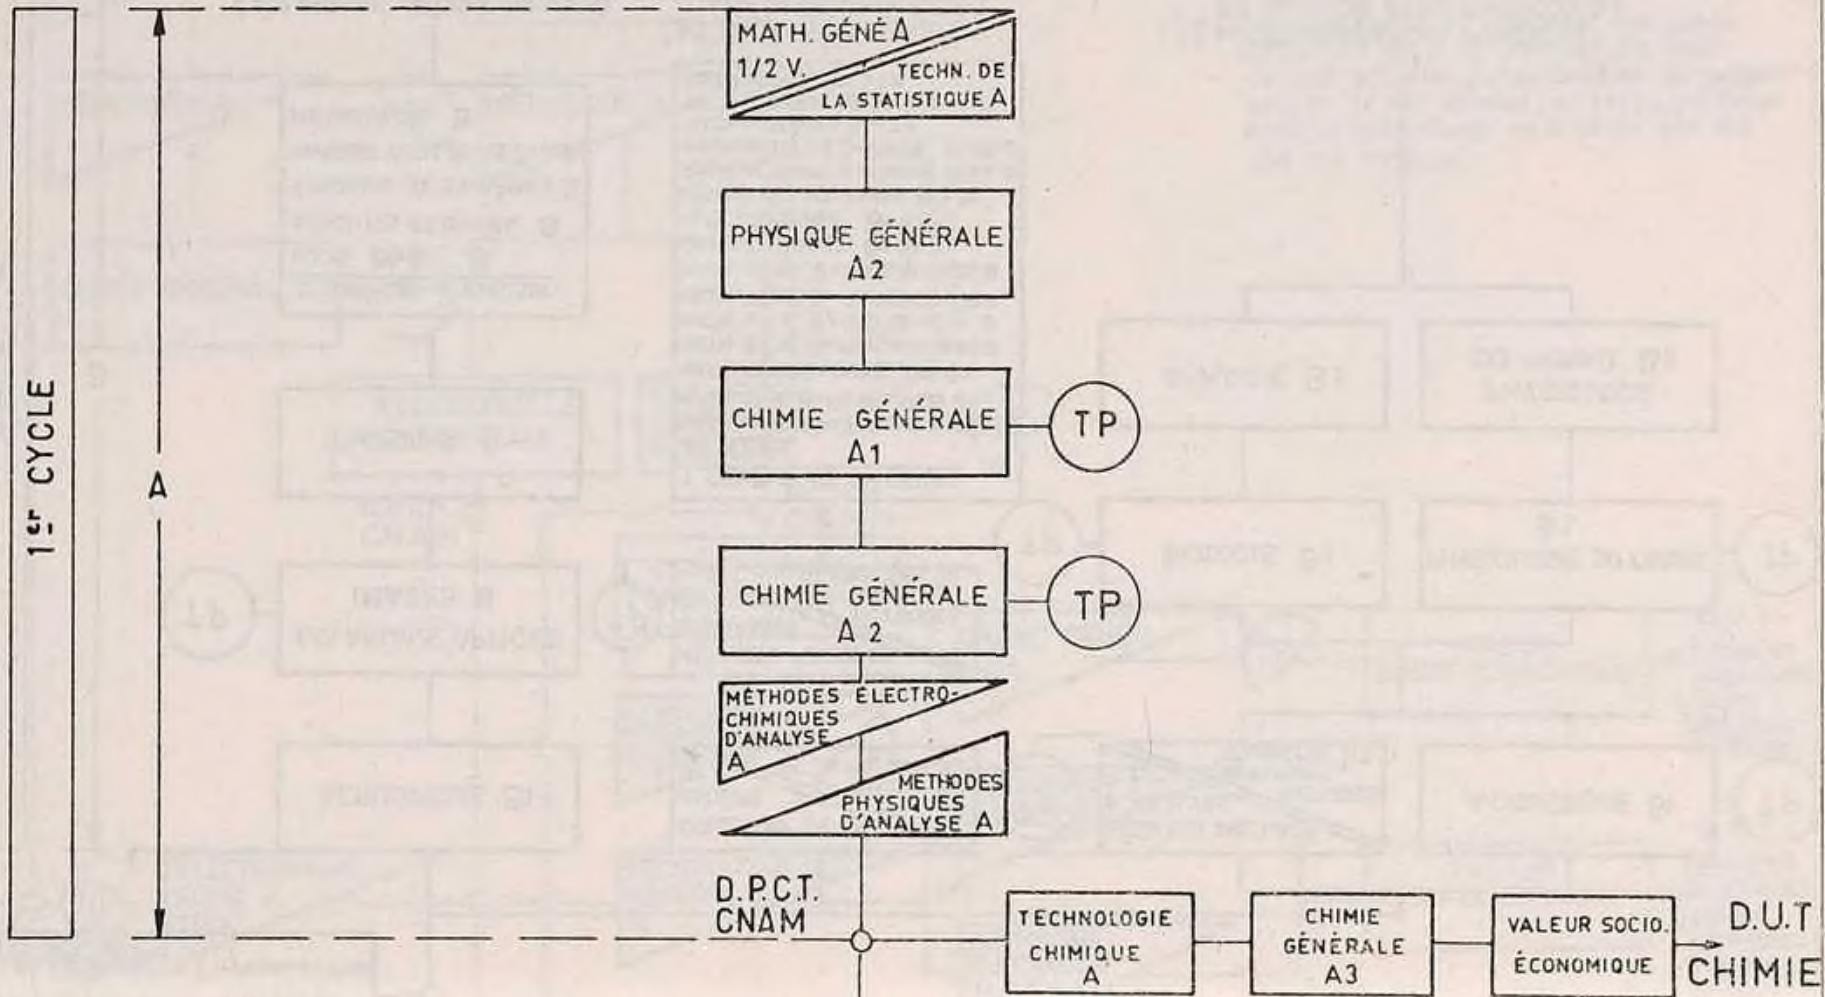 MATH. GÉNÉ A
1/2 V.
TECHN. DE
LA STATISTIQUE A
PHYSIQUE GÉNÉRALE
A2
1er CYCLE
A
CHIMIE GÉNÉRALE
A1
TP
CHIMIE GÉNÉRALE
A2
TP
MÉTHODES ÉLECTRO-
CHIMIQUES
D'ANALYSE
A
METHODES
PHYSIQUES
D'ANALYSE A
D.P.C.T.
CNAM
TECHNOLOGIE
CHIMIQUE
A
CHIMIE
GÉNÉRALE
A3
VALEUR SOCIO.
ÉCONOMIQUE
D.U.T
CHIMIE